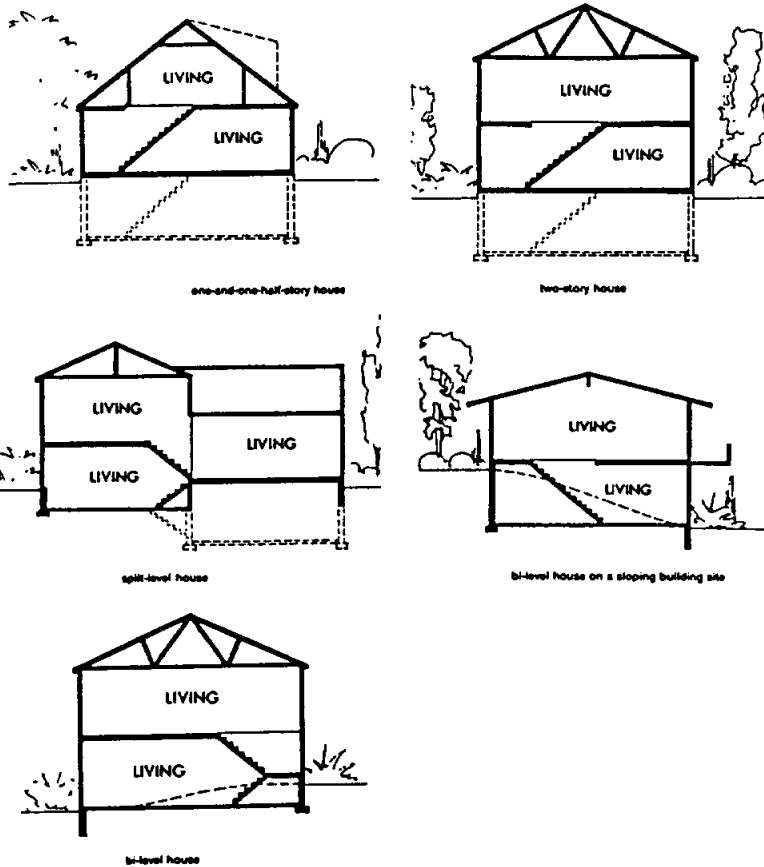 LIVING
LIVING
one-and-one-half-story house
LIVING
LIVING
two-story house
LIVING
LIVING
LIVING
split-level house
LIVING
LIVING
bi-level house on a sloping building site
LIVING
LIVING
bi-level house